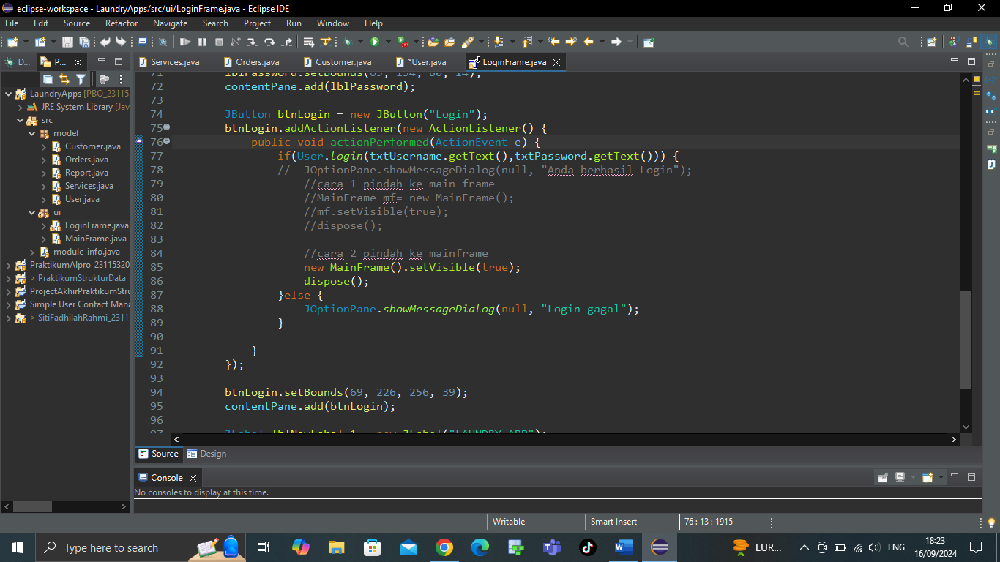 eclipse-workspace - LaundryApps/src/ui/LoginFrame.java - Eclipse IDE
File Edit Source Refactor Navigate Search Project Run Window Help
D... P...
Services.java Orders.java Customer.java *User.java LoginFrame.java
LaundryApps [PBO_23115
JRE System Library [Jav
src
model
Customer.java
Orders.java
Report.java
Services.java
User.java
ui
LoginFrame.java
MainFrame.java
module-info.java
PraktikumAlpro_23115320
> PraktikumStrukturData_
ProjectAkhirPraktikumStru
Simple User Contact Mana
> SitiFadhilahRahmi_2311
71 lblPassword.setBounds(69, 154, 80, 14);
72 contentPane.add(lblPassword);
73
74 JButton btnLogin = new JButton("Login");
75 btnLogin.addActionListener(new ActionListener() {
76 public void actionPerformed(ActionEvent e) {
77 if(User.login(txtUsername.getText(),txtPassword.getText())) {
78 // JOptionPane.showMessageDialog(null, "Anda berhasil Login");
79 //cara 1 pindah ke main frame
80 //MainFrame mf= new MainFrame();
81 //mf.setVisible(true);
82 //dispose();
83
84 //cara 2 pindah ke mainframe
85 new MainFrame().setVisible(true);
86 dispose();
87 }else {
88 JOptionPane.showMessageDialog(null, "Login gagal");
89 }
90
91 }
92 });
93
94 btnLogin.setBounds(69, 226, 256, 39);
95 contentPane.add(btnLogin);
96
97 JLabel lblNewLabel_1 = new JLabel("LAUNDRY APP");
Source Design
Console
No consoles to display at this time.
Writable Smart Insert 76 : 13 : 1915
Type here to search
EUR...
ENG
18:23
16/09/2024